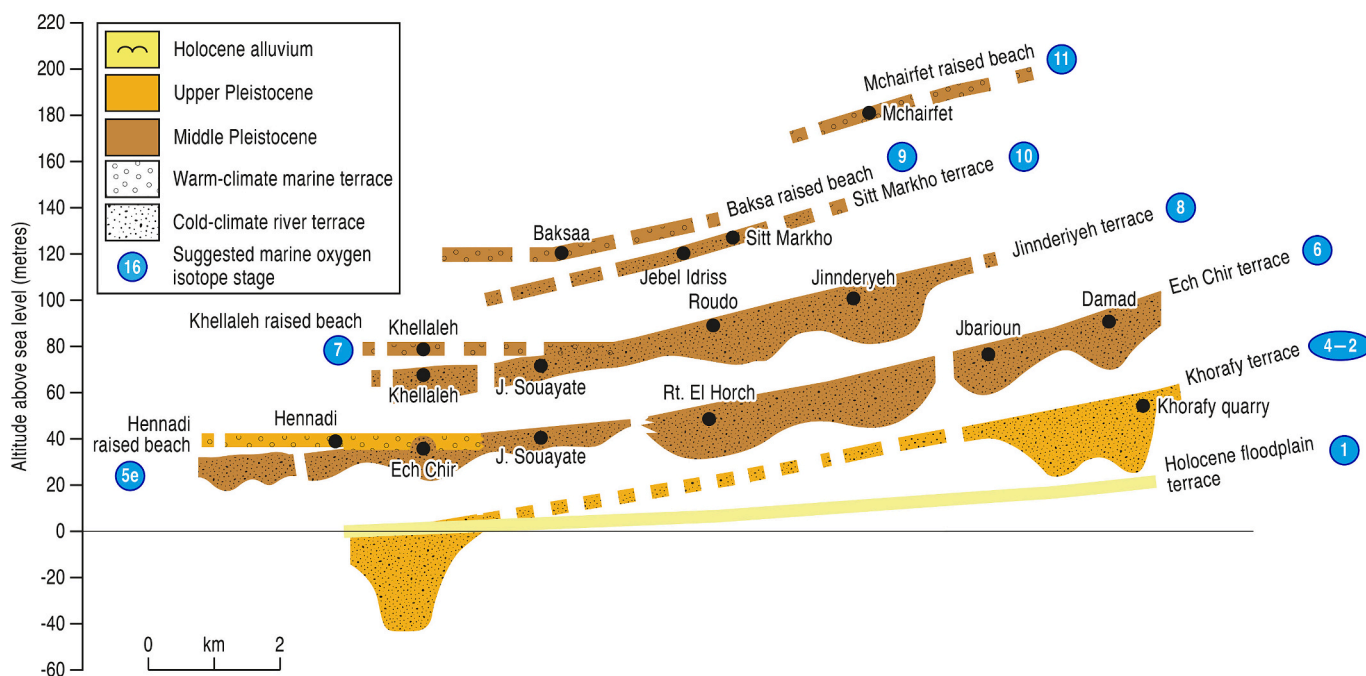 220
200
180
160
140
120
100
80
60
40
20
0
-20
-40
-60
Altitude above sea level (metres)
Holocene alluvium
Upper Pleistocene
Middle Pleistocene
Warm-climate marine terrace
Cold-climate river terrace
16
Suggested marine oxygen
isotope stage
Mchairfet raised beach
11
Mchairfet
9
10
Baksa raised beach
Sitt Markho terrace
Baksaa
Sitt Markho
Jebel Idriss
8
Jinnderiyeh terrace
Jinnderyeh
Roudo
6
Ech Chir terrace
Damad
Jbarioun
Khellaleh raised beach
7
Khellaleh
Khellaleh
J. Souayate
4–2
Khorafy terrace
Khorafy quarry
Rt. El Horch
Hennadi
raised beach
5e
Hennadi
Ech Chir
J. Souayate
1
Holocene floodplain
terrace
0 km 2